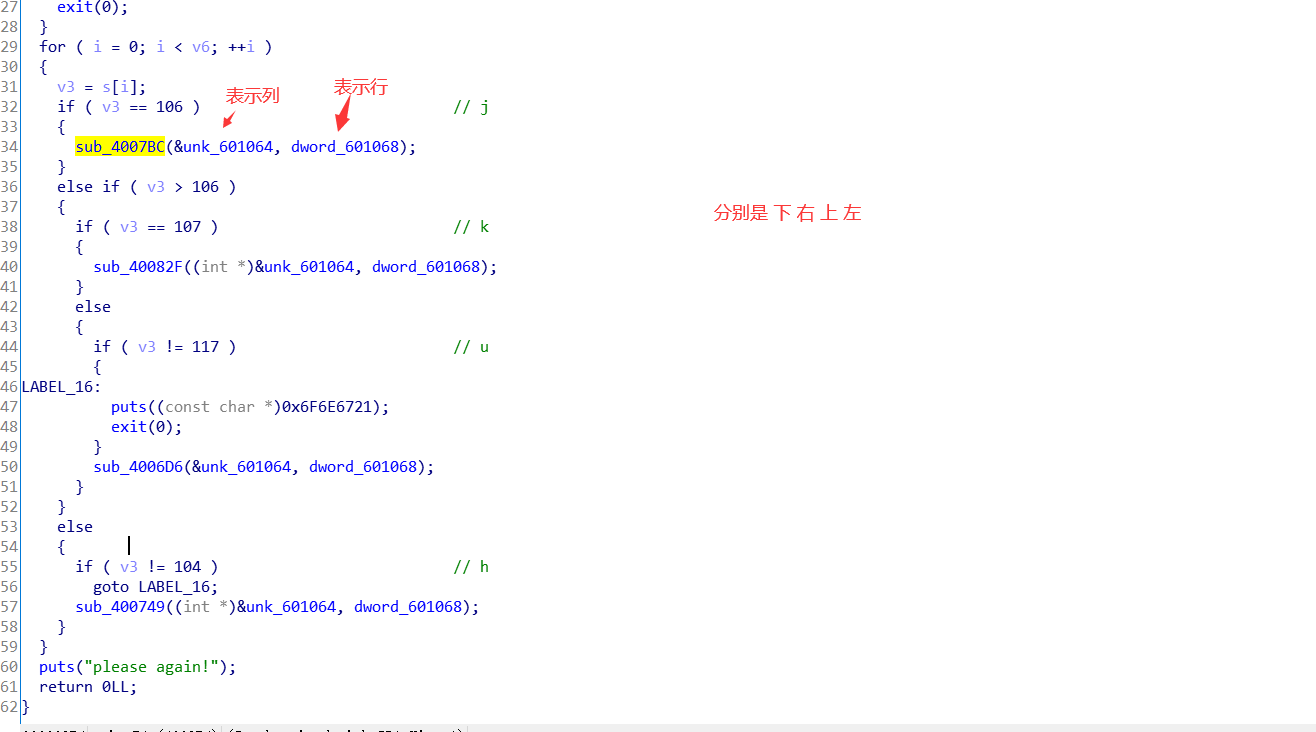 27 exit(0);
28 }
29 for ( i = 0; i < v6; ++i )
30 {
31 v3 = s[i];
表示列 表示行
32 if ( v3 == 106 ) // j
33 {
34 sub_4007BC(&unk_601064, dword_601068);
35 }
36 else if ( v3 > 106 )
37 {
分别是 下 右 上 左
38 if ( v3 == 107 ) // k
39 {
40 sub_40082F((int *)&unk_601064, dword_601068);
41 }
42 else
43 {
44 if ( v3 != 117 ) // u
45 {
46 LABEL_16:
47 puts((const char *)0x6F6E6721);
48 exit(0);
49 }
50 sub_4006D6(&unk_601064, dword_601068);
51 }
52 }
53 else
54 {
55 if ( v3 != 104 ) // h
56 goto LABEL_16;
57 sub_400749((int *)&unk_601064, dword_601068);
58 }
59 }
60 puts("please again!");
61 return 0LL;
62 }